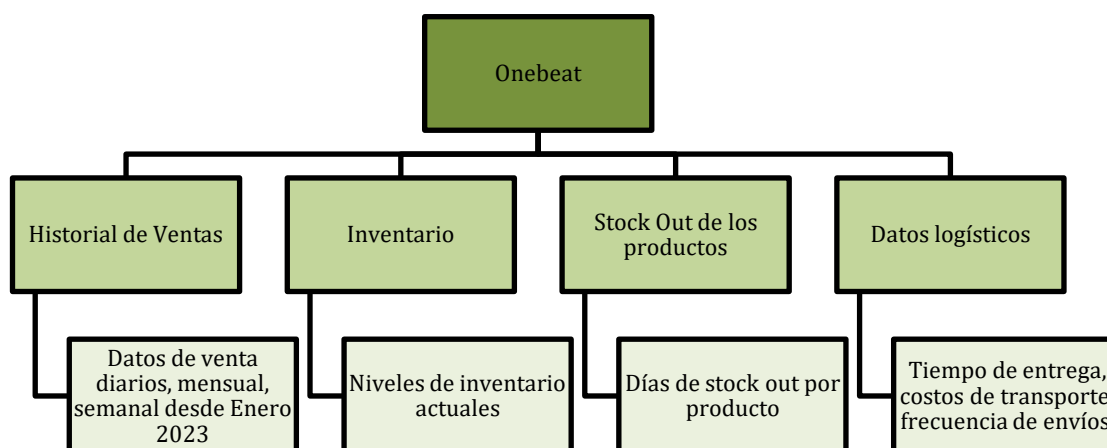 Onebeat
Historial de Ventas
Inventario
Stock Out de los
productos
Datos logísticos
Datos de venta
diarios, mensual,
semanal desde Enero
2023
Niveles de inventario
actuales
Días de stock out por
producto
Tiempo de entrega,
costos de transporte
frecuencia de envíos